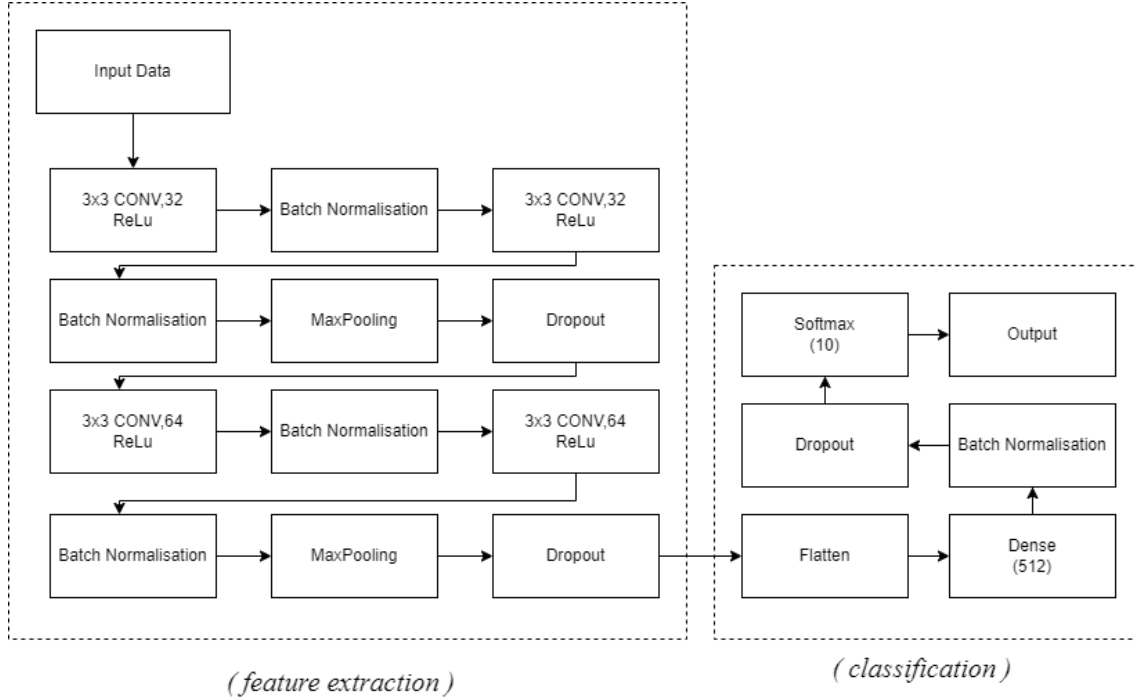 Input Data
3x3 CONV,32
ReLu
Batch Normalisation
3x3 CONV,32
ReLu
Batch Normalisation
MaxPooling
Dropout
3x3 CONV,64
ReLu
Batch Normalisation
3x3 CONV,64
ReLu
Batch Normalisation
MaxPooling
Dropout
( feature extraction )
Flatten
Dense
(512)
Batch Normalisation
Dropout
Softmax
(10)
Output
( classification )